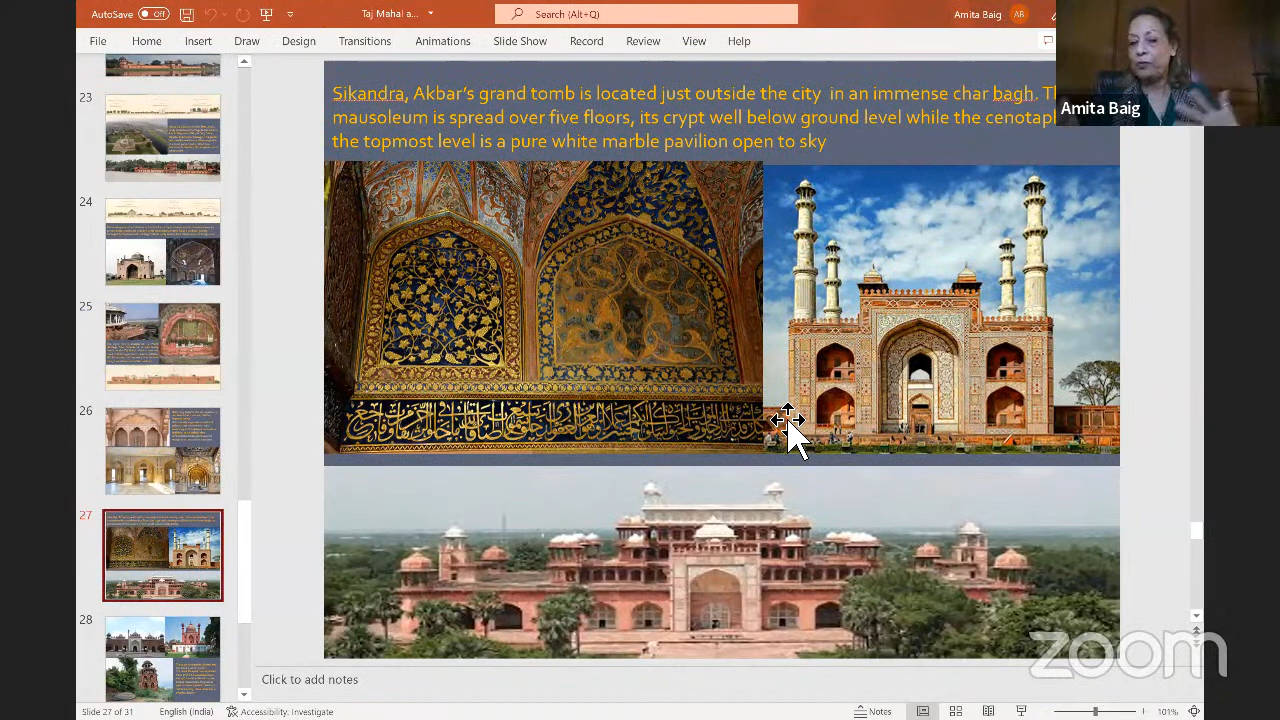 AutoSave Off Taj Mahal a... Search (Alt+Q) Amita Baig AB
File Home Insert Draw Design Transitions Animations Slide Show Record Review View Help
Amita Baig
Sikandra, Akbar's grand tomb is located just outside the city in an immense char bagh.
mausoleum is spread over five floors, its crypt well below ground level while the
the topmost level is a pure white marble pavilion open to sky
23
24
25
26
27
28
zoom
Click to add notes
Slide 27 of 31 English (India) Accessibility: Investigate Notes 101%